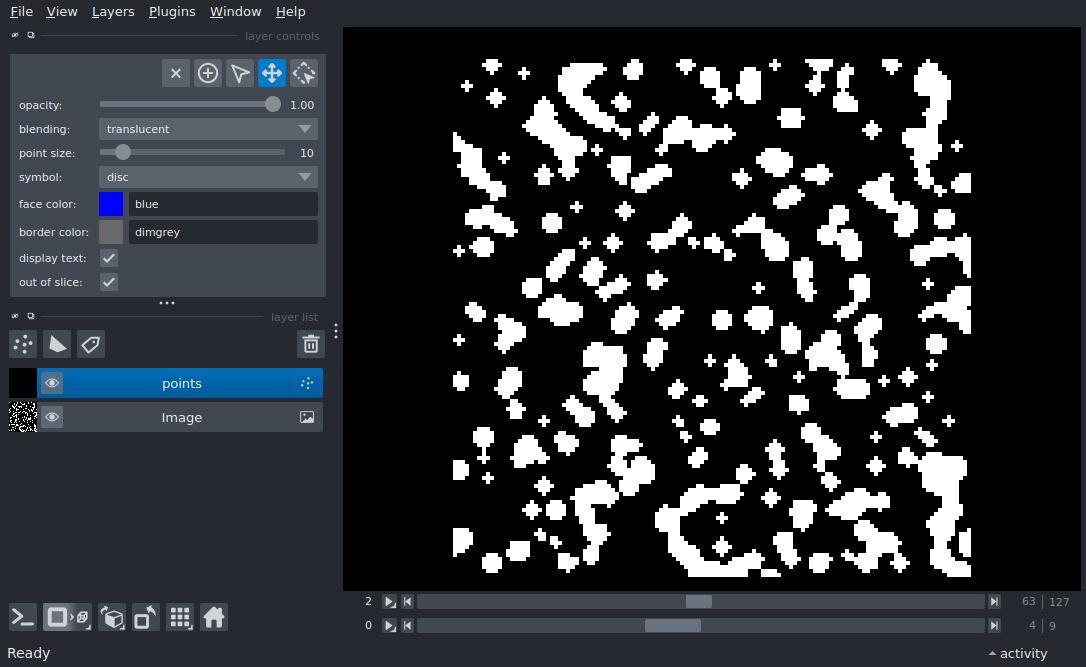 File View Layers Plugins Window Help
layer controls
opacity: 1.00
blending: translucent
point size: 10
symbol: disc
face color: blue
border color: dimgrey
display text:
out of slice:
layer list
points
Image
2 63 127
0 4 9
Ready activity